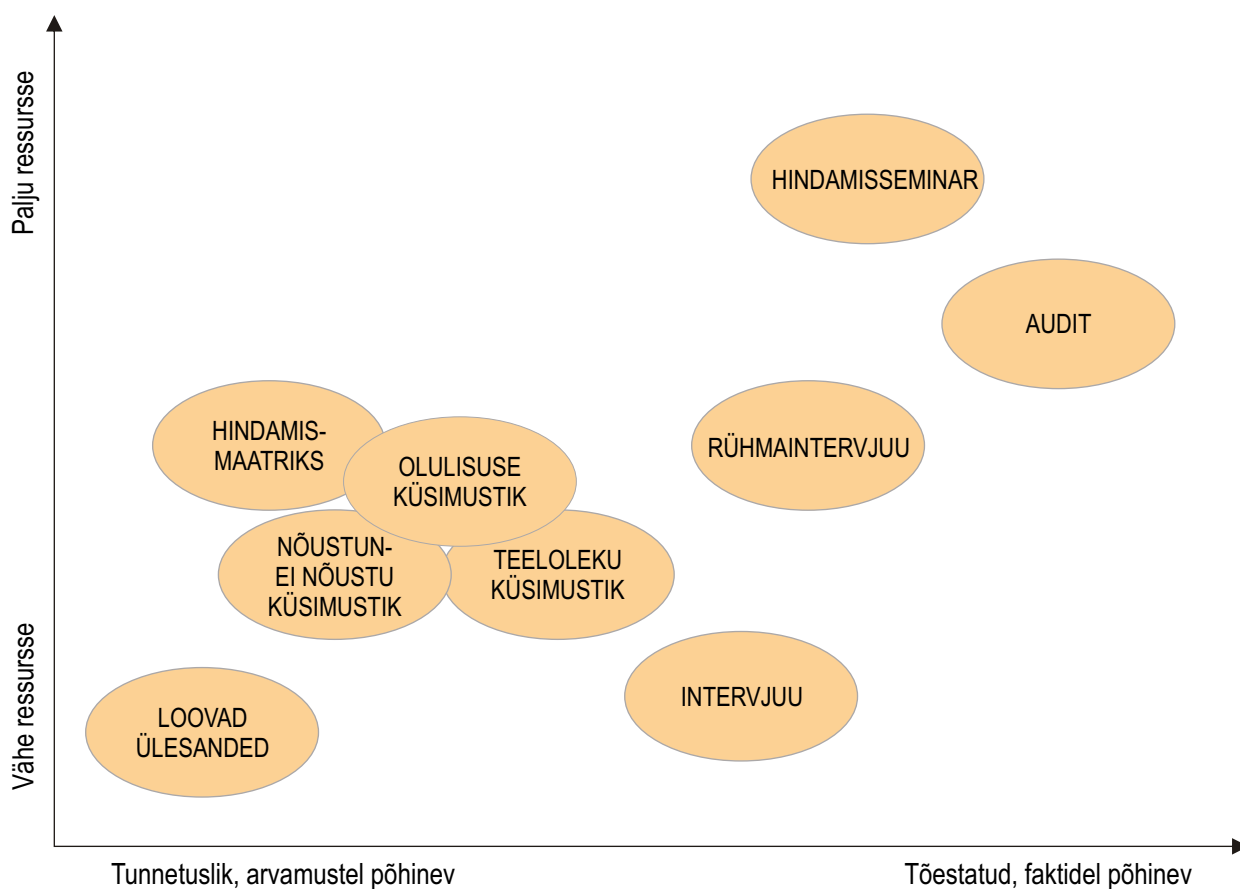 Palju ressursse
HINDAMISSEMINAR
AUDIT
HINDAMIS-
MAATRIKS
OLULISUSE
KÜSIMUSTIK
RÜHMAINTERVJUU
NÕUSTUN-
EI NÕUSTU
KÜSIMUSTIK
TEELOLEKU
KÜSIMUSTIK
Vähe ressursse
LOOVAD
ÜLESANDED
INTERVJUU
Tunnetuslik, arvamustel põhinev
Tõestatud, faktidel põhinev